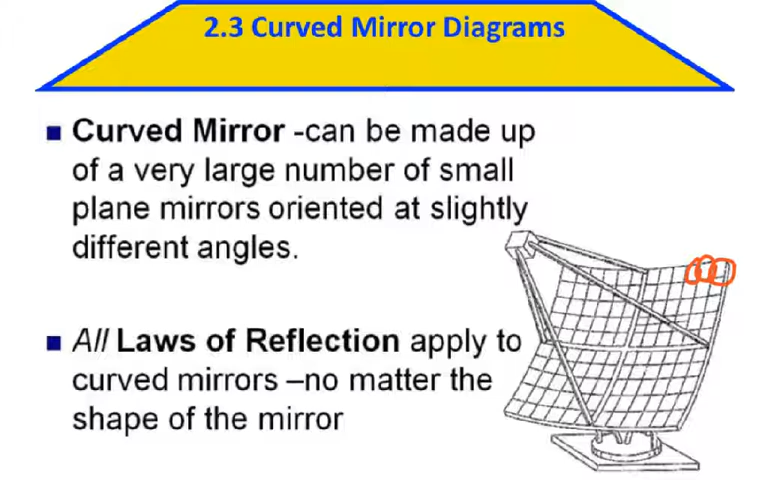 2.3 Curved Mirror Diagrams
Curved Mirror -can be made up
of a very large number of small
plane mirrors oriented at slightly
different angles.
All Laws of Reflection apply to
curved mirrors –no matter the
shape of the mirror